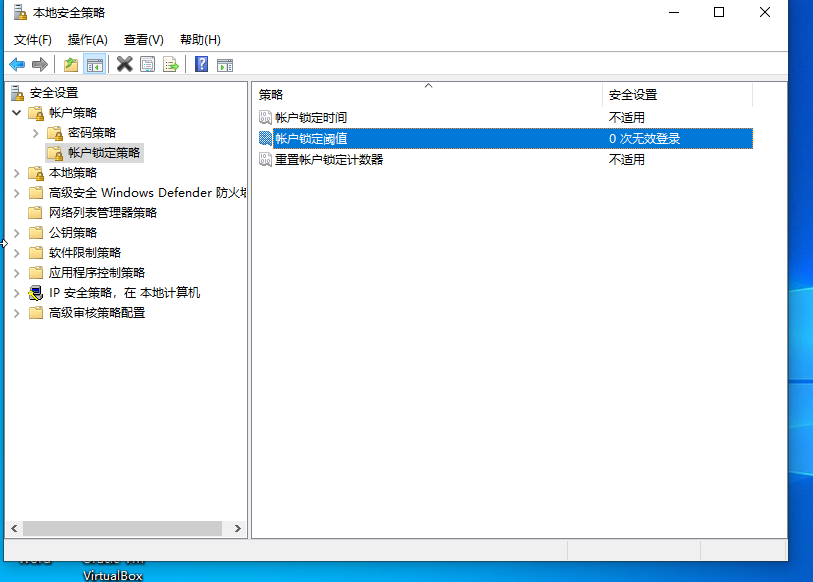 本地安全策略
文件(F) 操作(A) 查看(V) 帮助(H)
安全设置
帐户策略
密码策略
帐户锁定策略
本地策略
高级安全 Windows Defender 防火墙
网络列表管理器策略
公钥策略
软件限制策略
应用程序控制策略
IP 安全策略，在 本地计算机
高级审核策略配置
策略 安全设置
帐户锁定时间 不适用
帐户锁定阈值 0 次无效登录
重置帐户锁定计数器 不适用
VirtualBox